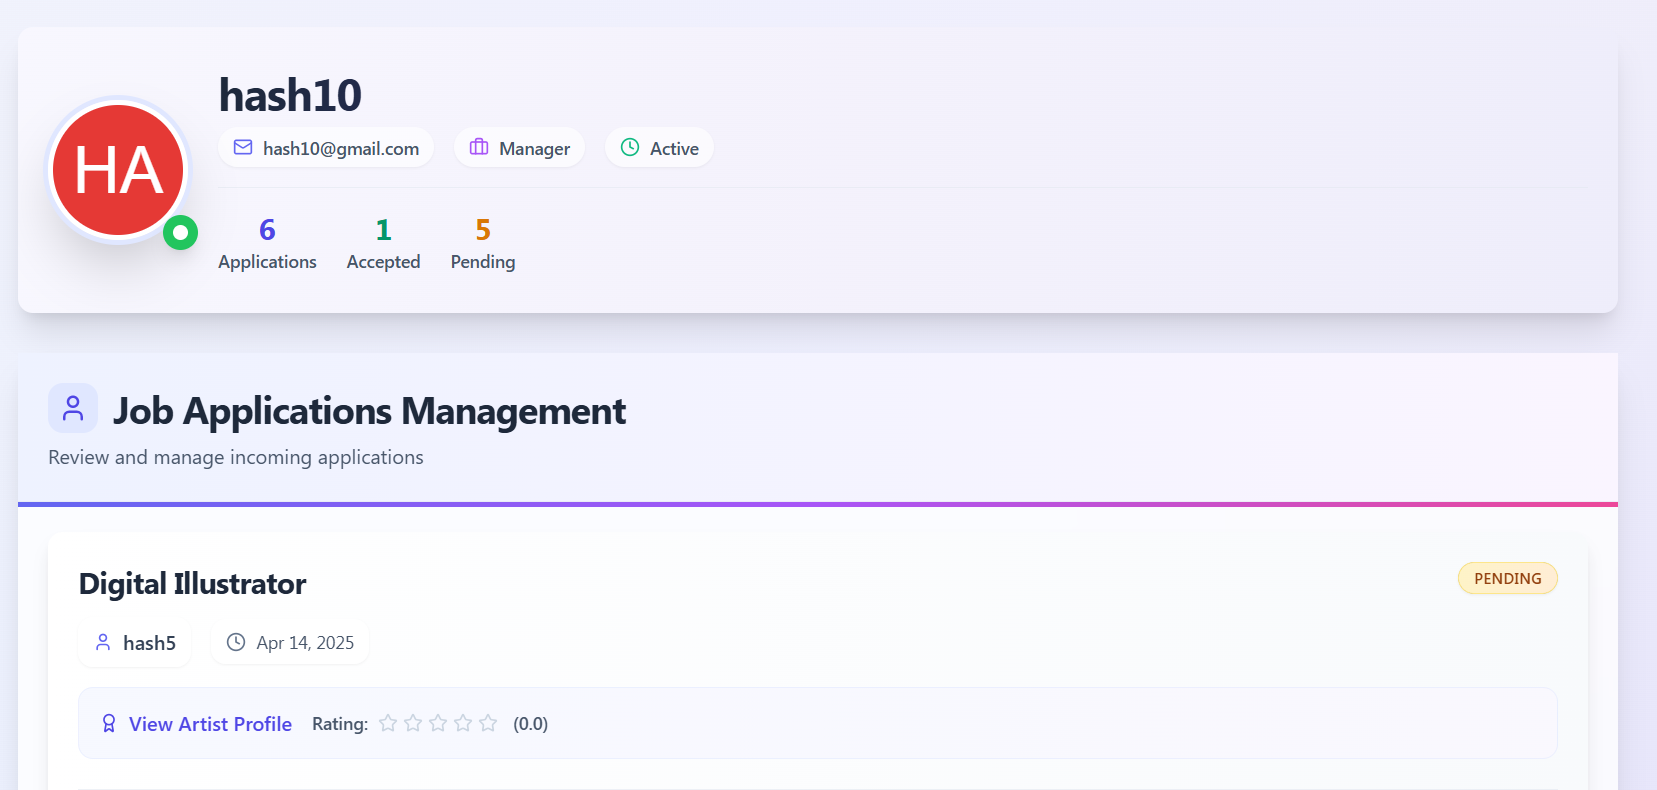 HA
hash10
hash10@gmail.com Manager Active
6 1 5
Applications Accepted Pending
Job Applications Management
Review and manage incoming applications
Digital Illustrator PENDING
hash5 Apr 14, 2025
View Artist Profile Rating: (0.0)